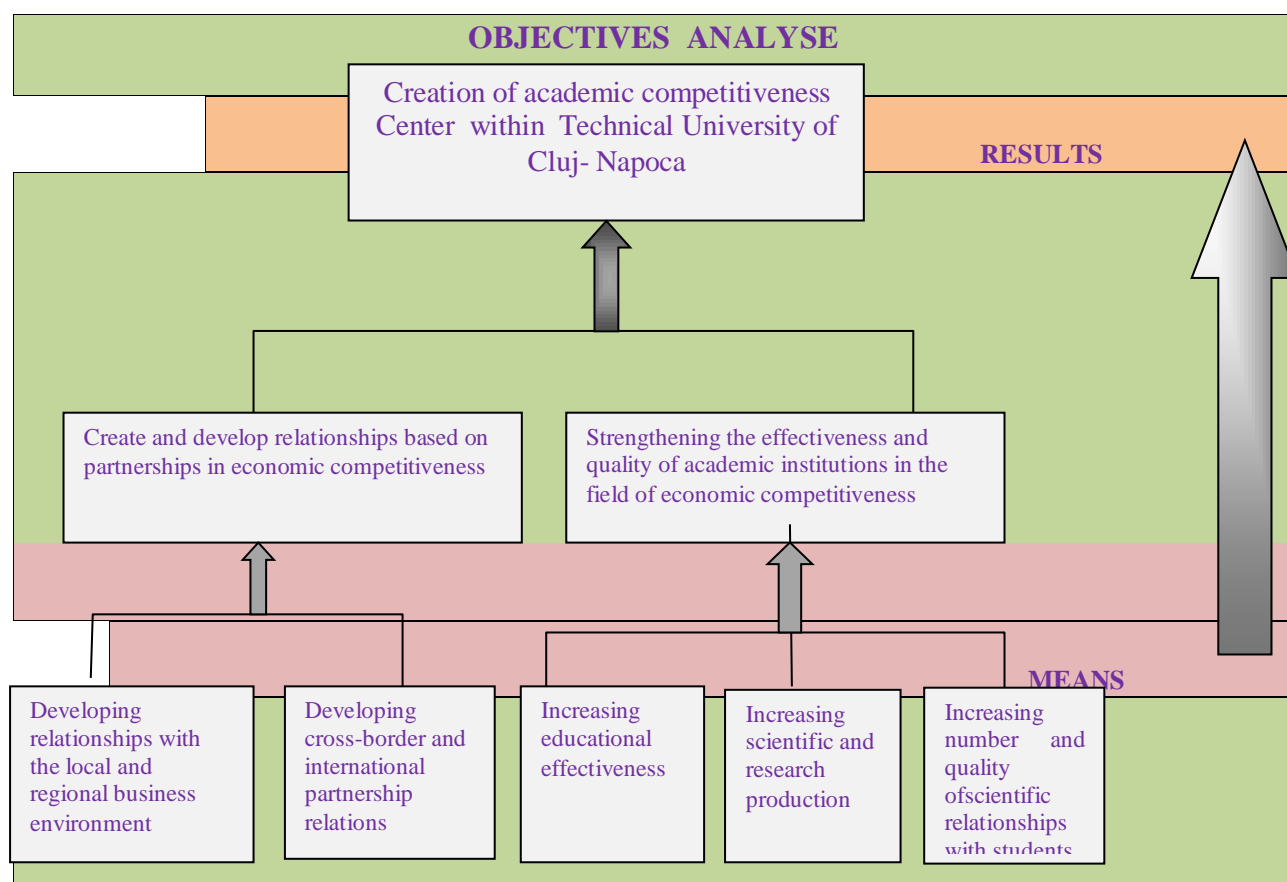 OBJECTIVES ANALYSE
Creation of academic competitiveness
Center within Technical University of
Cluj- Napoca
RESULTS
Create and develop relationships based on
partnerships in economic competitiveness
Strengthening the effectiveness and
quality of academic institutions in the
field of economic competitiveness
MEANS
Developing
relationships with
the local and
regional business
environment
Developing
cross-border and
international
partnership
relations
Increasing
educational
effectiveness
Increasing
scientific and
research
production
Increasing
number and
quality
ofscientific
relationships
with students